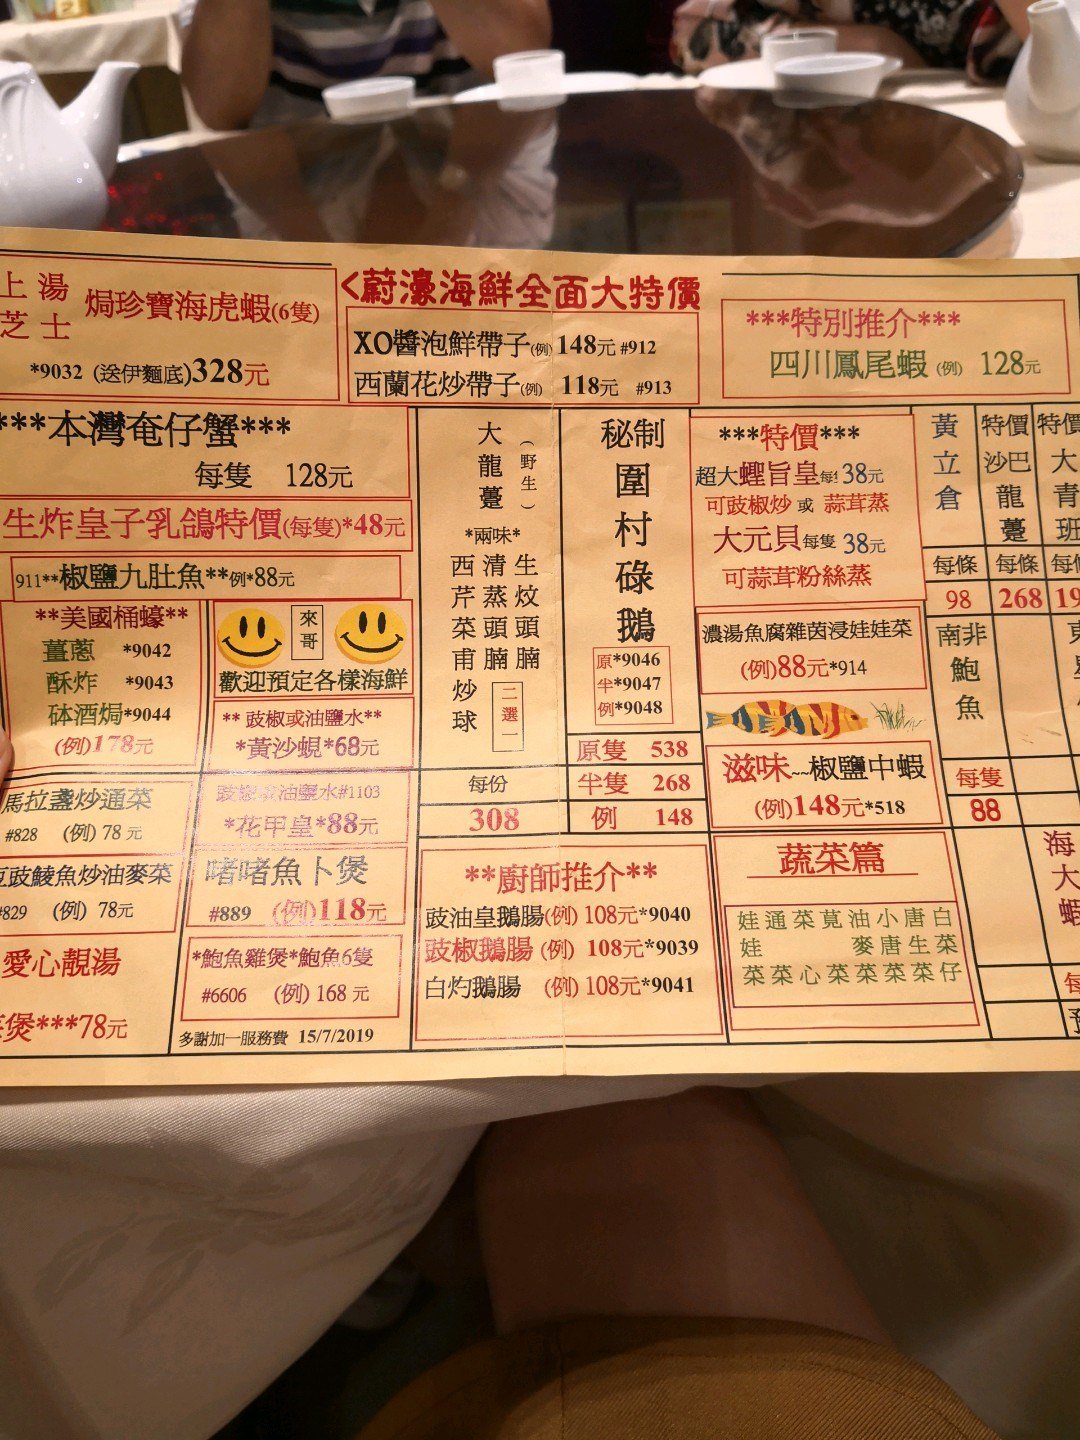 上湯
芝士
焗珍寶海虎蝦(6隻)
*9032 (送伊麵底)328元
<蔚濠海鮮全面大特價
XO醬泡鮮帶子(例)148元 #912
西蘭花炒帶子(例) 118元 #913
***特別推介***
四川鳳尾蝦 (例) 128元
***本灣奄仔蟹***
每隻 128元
生炸皇子乳鴿特價(每隻)*48元
911**椒鹽九肚魚**例*88元
**美國桶蠔**
薑蔥 *9042
酥炸 *9043
砵酒焗*9044
(例)178元
來哥
歡迎預定各樣海鮮
** 豉椒或油鹽水**
*黃沙蜆*68元
豉椒或油鹽水#1103
*花甲皇*88元
馬拉盞炒通菜
#828 (例) 78 元
豉鯪魚炒油麥菜
#829 (例) 78元
啫啫魚卜煲
#889 (例)118元
愛心靚湯
煲***78元
*鮑魚雞煲*鮑魚6隻
#6606 (例) 168 元
多謝加一服務費 15/7/2019
大龍躉
(野生)
*兩味*
生炆頭腩
清蒸頭腩
西芹菜甫炒球
二選一
每份
308
秘制
圍村碌鵝
原*9046
半*9047
例*9048
原隻 538
半隻 268
例 148
**廚師推介**
豉油皇鵝腸(例) 108元*9040
豉椒鵝腸 (例) 108元*9039
白灼鵝腸 (例) 108元*9041
***特價***
超大蟶旨皇 38元
可豉椒炒 或 蒜茸蒸
大元貝每隻 38元
可蒜茸粉絲蒸
濃湯魚腐雜茵浸娃娃菜
(例)88元*914
滋味~~椒鹽中蝦
(例)148元*518
蔬菜篇
娃通菜莧油小唐白
娃 麥唐生菜
菜菜心菜菜菜菜仔
黃立倉
每條
98
特價
沙巴
龍躉
每條
268
特價
大青班
南非鮑魚
每隻
88
海大蝦